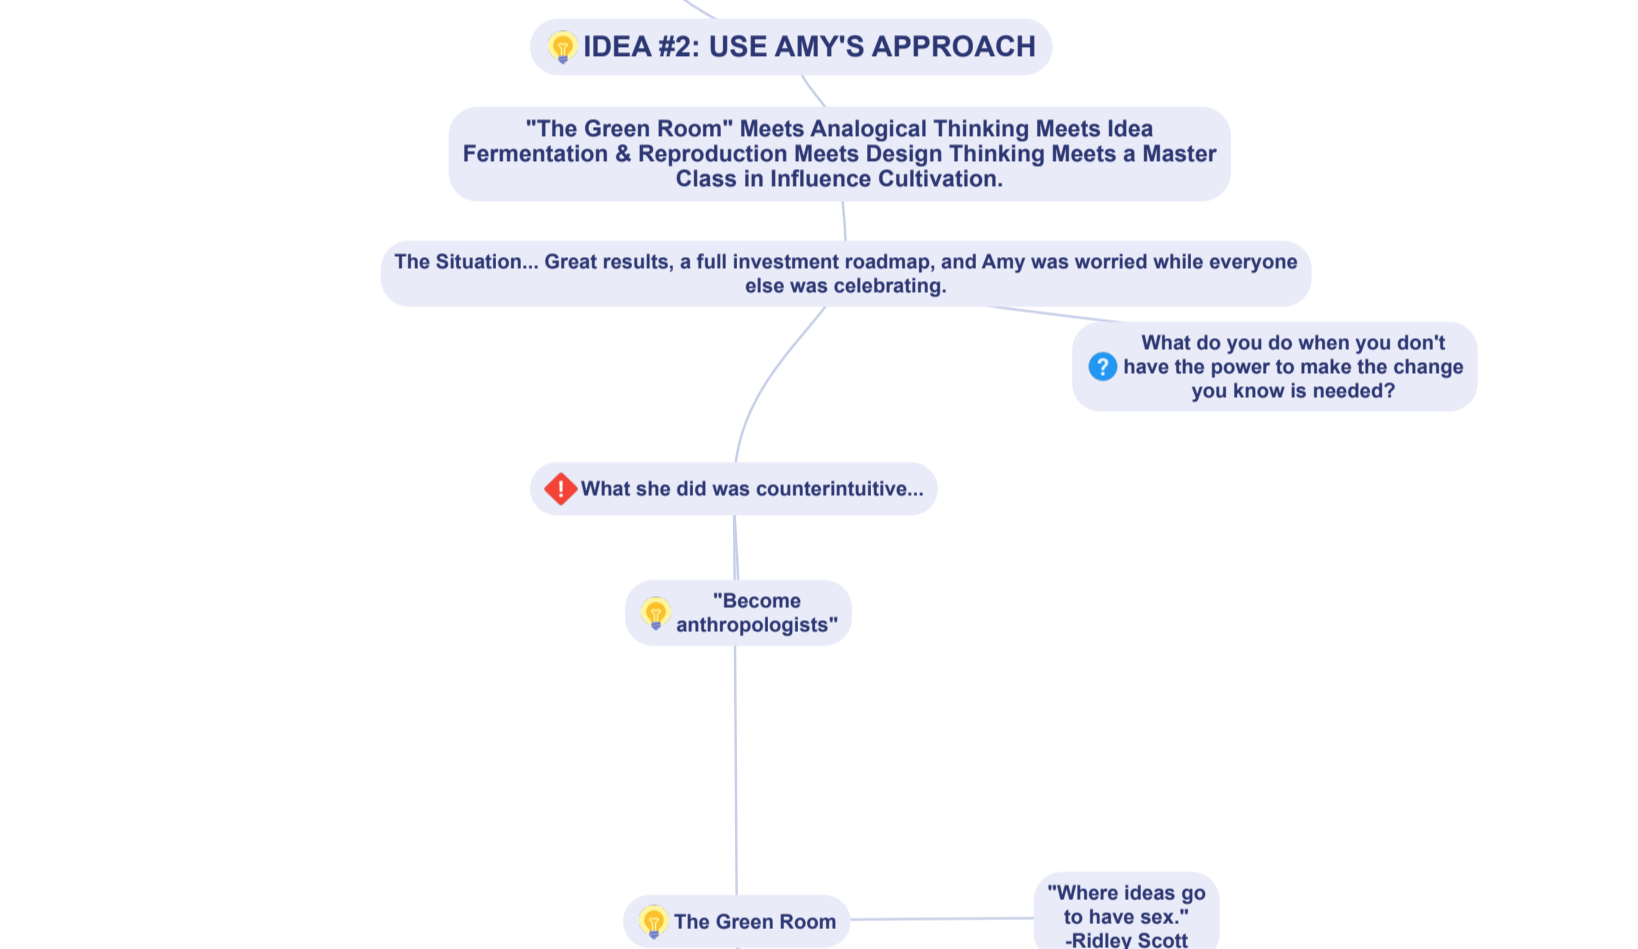 IDEA #2: USE AMY'S APPROACH
"The Green Room" Meets Analogical Thinking Meets Idea
Fermentation & Reproduction Meets Design Thinking Meets a Master
Class in Influence Cultivation.
The Situation... Great results, a full investment roadmap, and Amy was worried while everyone
else was celebrating.
What do you do when you don't
have the power to make the change
you know is needed?
What she did was counterintuitive...
"Become
anthropologists"
The Green Room
"Where ideas go
to have sex."
-Ridley Scott